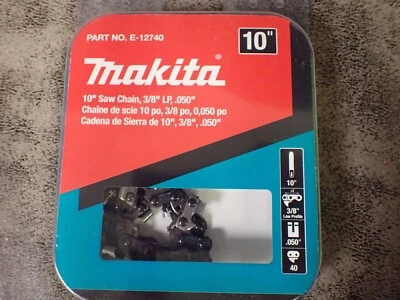 PART NO. E-12740
10"
makita
10" Saw Chain, 3/8" LP, .050"
Chaîne de scie 10 po, 3/8 po, 0,050 po
Cadena de Sierra de 10", 3/8", .050"
10"
3/8"
Low Profile
.050"
40